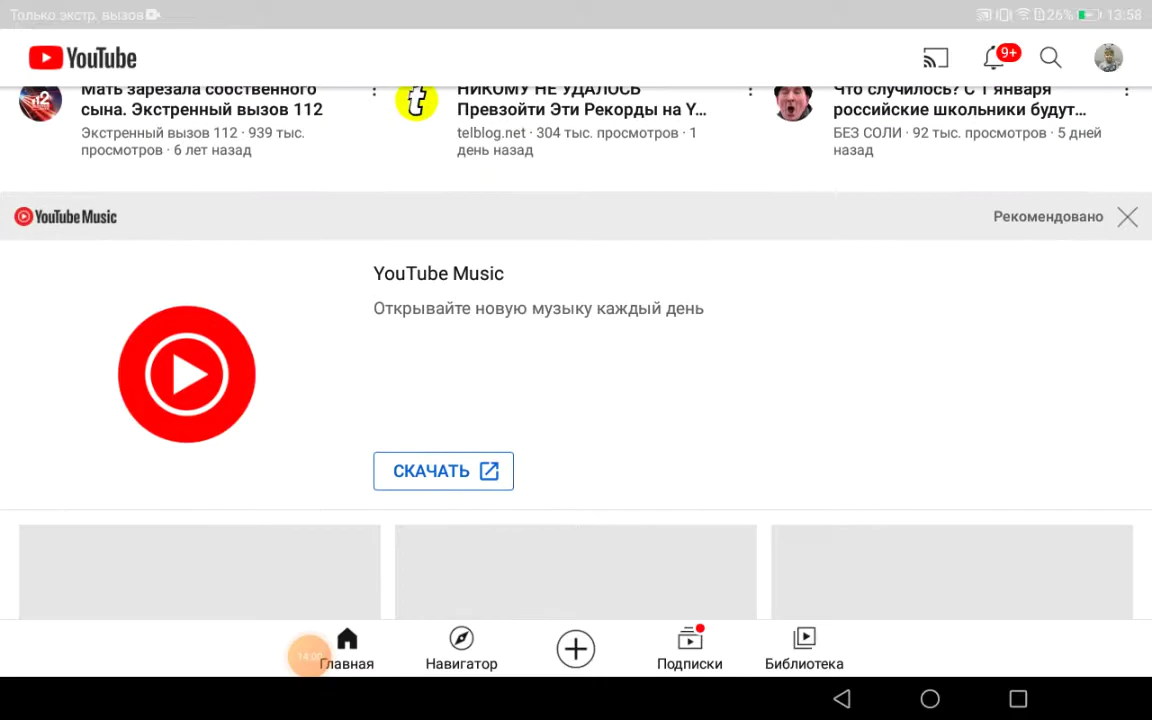 Только экстр. вызов
26% 13:58
YouTube
9+
Мать зарезала собственного
сына. Экстренный вызов 112
Экстренный вызов 112 · 939 тыс.
просмотров · 6 лет назад
НИКОМУ НЕ УДАЛОСЬ
Превзойти Эти Рекорды на Y...
telblog.net · 304 тыс. просмотров · 1
день назад
Что случилось? С 1 января
российские школьники будут...
БЕЗ СОЛИ · 92 тыс. просмотров · 5 дней
назад
YouTube Music
Рекомендовано
YouTube Music
Открывайте новую музыку каждый день
СКАЧАТЬ
14:00
Главная
Навигатор
Подписки
Библиотека